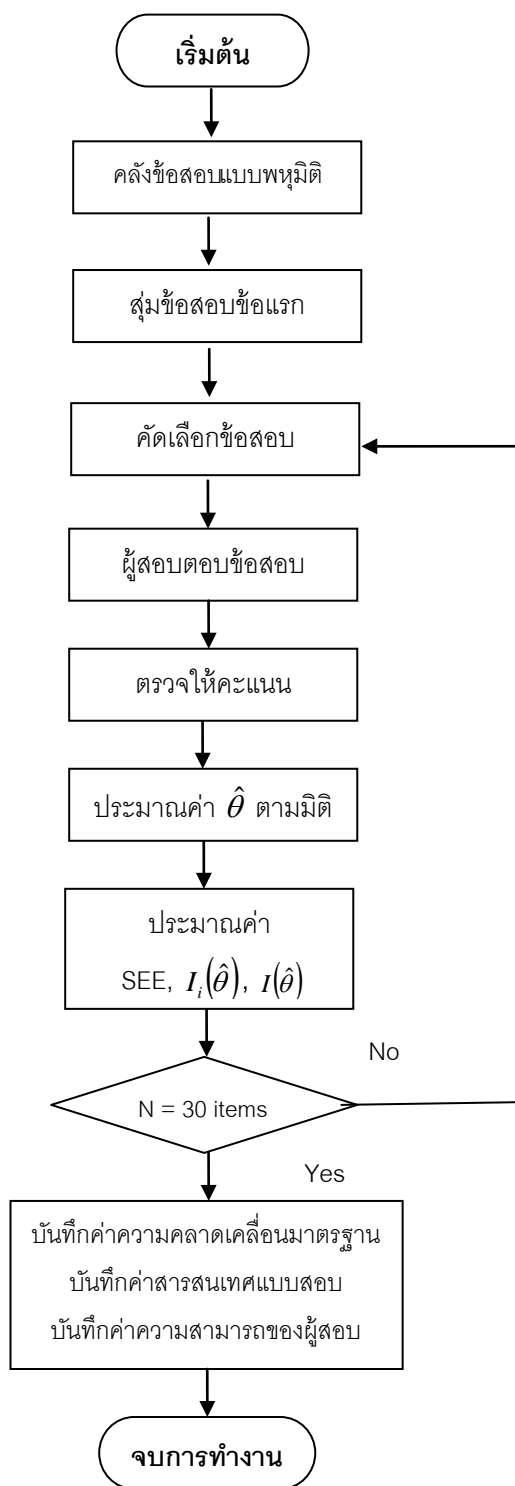 เริ่มต้น
คลังข้อสอบแบบพหุมิติ
สุ่มข้อสอบข้อแรก
คัดเลือกข้อสอบ
ผู้สอบตอบข้อสอบ
ตรวจให้คะแนน
ประมาณค่า θ̂ ตามมิติ
ประมาณค่า
SEE, Iᵢ(θ̂), I(θ̂)
No
N = 30 items
Yes
บันทึกค่าความคลาดเคลื่อนมาตรฐาน
บันทึกค่าสารสนเทศแบบสอบ
บันทึกค่าความสามารถของผู้สอบ
จบการทำงาน